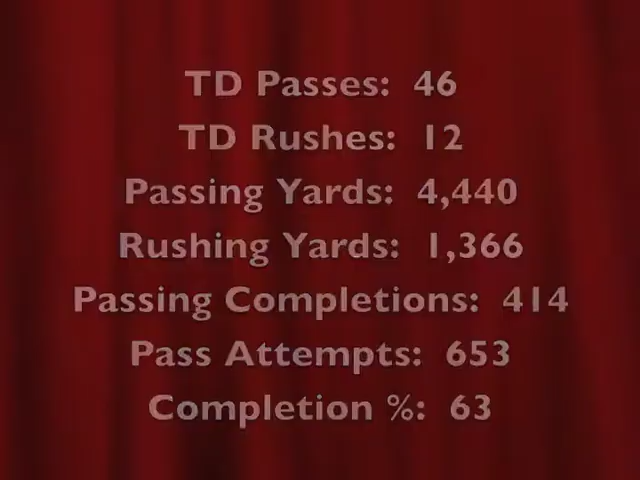 TD Passes: 46
TD Rushes: 12
Passing Yards: 4,440
Rushing Yards: 1,366
Passing Completions: 414
Pass Attempts: 653
Completion %: 63